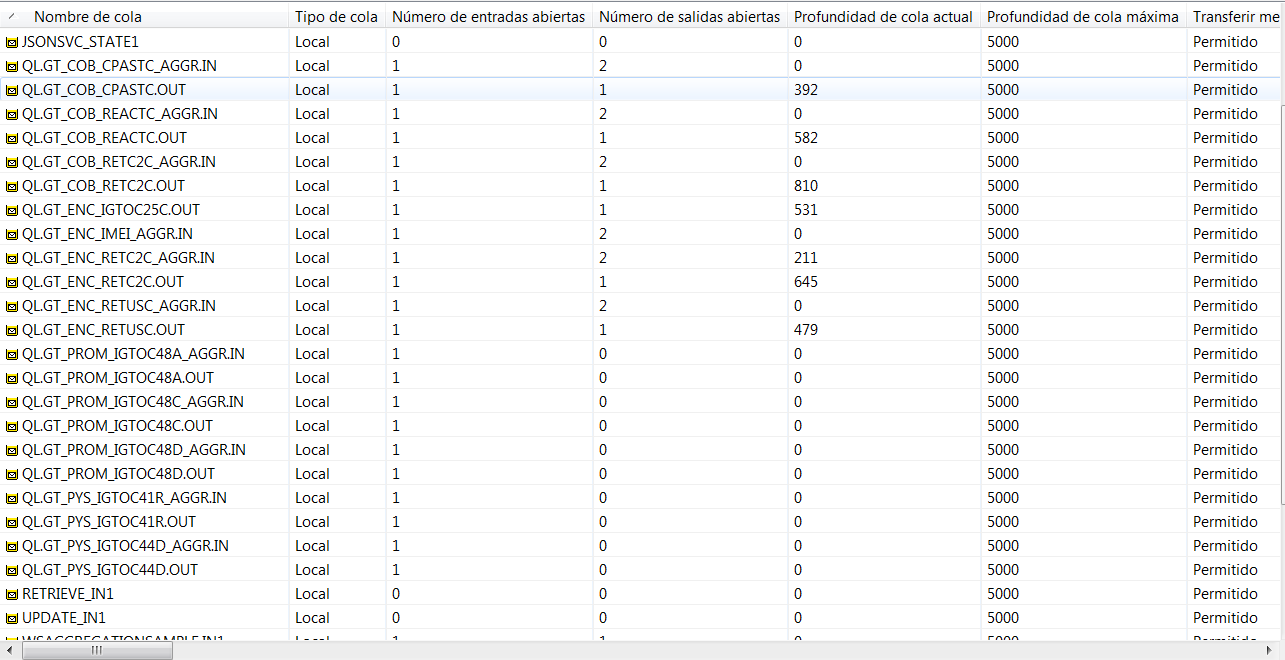 Nombre de cola Tipo de cola Número de entradas abiertas Número de salidas abiertas Profundidad de cola actual Profundidad de cola máxima Transferir me
JSONSVC_STATE1 Local 0 0 0 5000 Permitido
QL.GT_COB_CPASTC_AGGR.IN Local 1 2 0 5000 Permitido
QL.GT_COB_CPASTC.OUT Local 1 1 392 5000 Permitido
QL.GT_COB_REACTC_AGGR.IN Local 1 2 0 5000 Permitido
QL.GT_COB_REACTC.OUT Local 1 1 582 5000 Permitido
QL.GT_COB_RETC2C_AGGR.IN Local 1 2 0 5000 Permitido
QL.GT_COB_RETC2C.OUT Local 1 1 810 5000 Permitido
QL.GT_ENC_IGTOC25C.OUT Local 1 1 531 5000 Permitido
QL.GT_ENC_IMEI_AGGR.IN Local 1 2 0 5000 Permitido
QL.GT_ENC_RETC2C_AGGR.IN Local 1 2 211 5000 Permitido
QL.GT_ENC_RETC2C.OUT Local 1 1 645 5000 Permitido
QL.GT_ENC_RETUSC_AGGR.IN Local 1 2 0 5000 Permitido
QL.GT_ENC_RETUSC.OUT Local 1 1 479 5000 Permitido
QL.GT_PROM_IGTOC48A_AGGR.IN Local 1 0 0 5000 Permitido
QL.GT_PROM_IGTOC48A.OUT Local 1 0 0 5000 Permitido
QL.GT_PROM_IGTOC48C_AGGR.IN Local 1 0 0 5000 Permitido
QL.GT_PROM_IGTOC48C.OUT Local 1 0 0 5000 Permitido
QL.GT_PROM_IGTOC48D_AGGR.IN Local 1 0 0 5000 Permitido
QL.GT_PROM_IGTOC48D.OUT Local 1 0 0 5000 Permitido
QL.GT_PYS_IGTOC41R_AGGR.IN Local 1 0 0 5000 Permitido
QL.GT_PYS_IGTOC41R.OUT Local 1 0 0 5000 Permitido
QL.GT_PYS_IGTOC44D_AGGR.IN Local 1 0 0 5000 Permitido
QL.GT_PYS_IGTOC44D.OUT Local 1 0 0 5000 Permitido
RETRIEVE_IN1 Local 0 0 0 5000 Permitido
UPDATE_IN1 Local 0 0 0 5000 Permitido
WSAGGREGATIONSAMPLE.IN1 Local 1 1 0 5000 Permitido